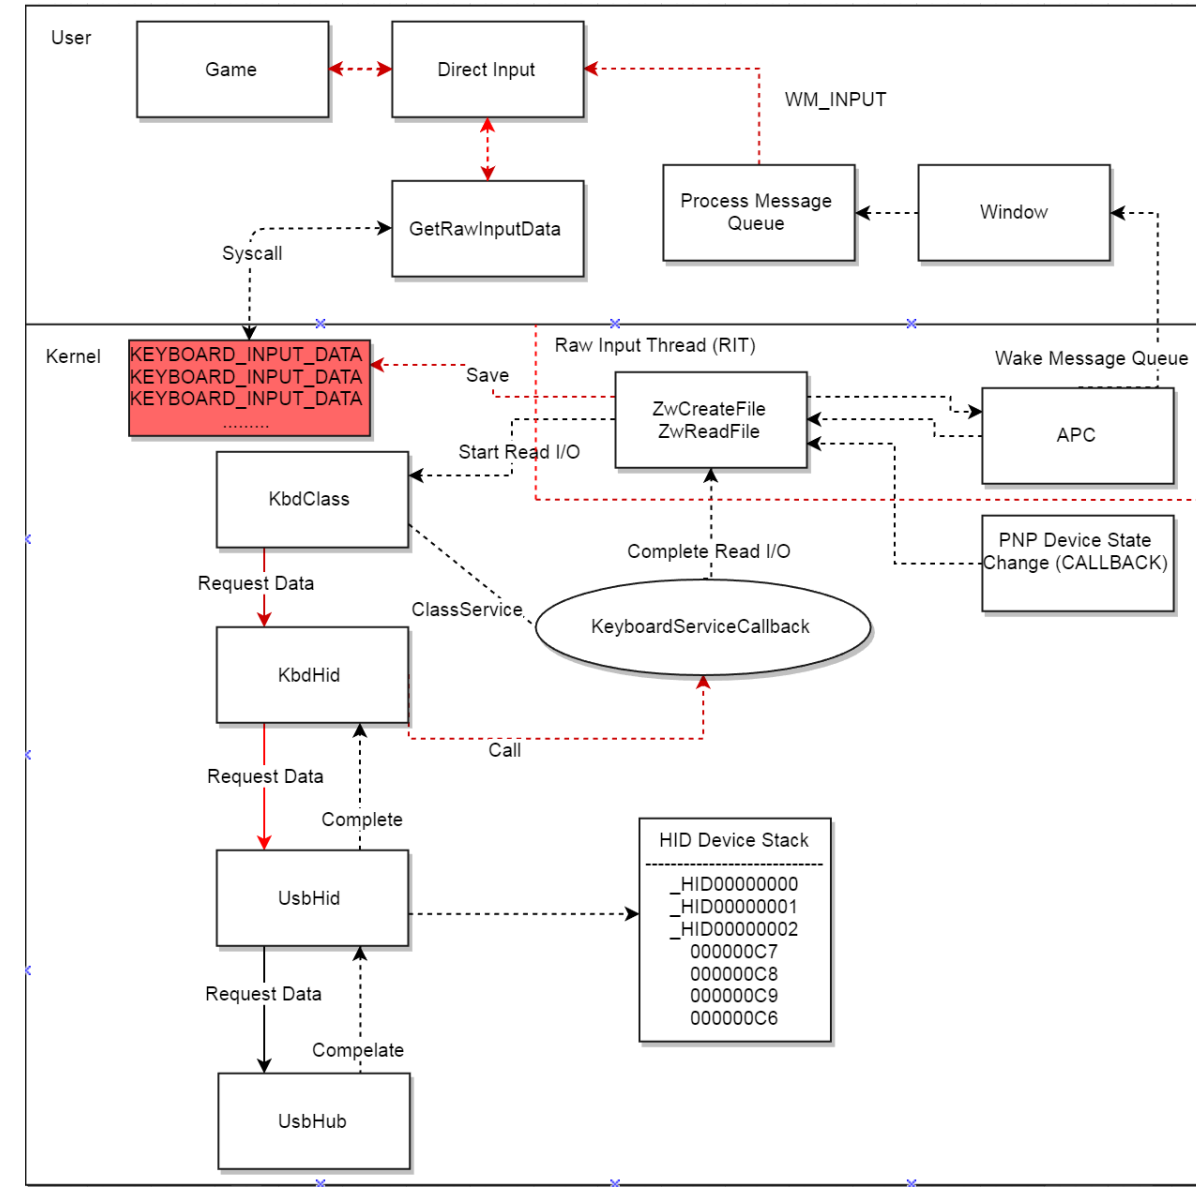 User
Game
Direct Input
WM_INPUT
Process Message
Queue
Window
GetRawInputData
Syscall
Kernel
KEYBOARD_INPUT_DATA
KEYBOARD_INPUT_DATA
KEYBOARD_INPUT_DATA
.........
Raw Input Thread (RIT)
Wake Message Queue
Save
ZwCreateFile
ZwReadFile
APC
Start Read I/O
KbdClass
PNP Device State
Change (CALLBACK)
Complete Read I/O
Request Data
ClassService
KeyboardServiceCallback
KbdHid
Call
Request Data
Complete
HID Device Stack
_HID00000000
_HID00000001
_HID00000002
000000C7
000000C8
000000C9
000000C6
UsbHid
Request Data
Compelate
UsbHub